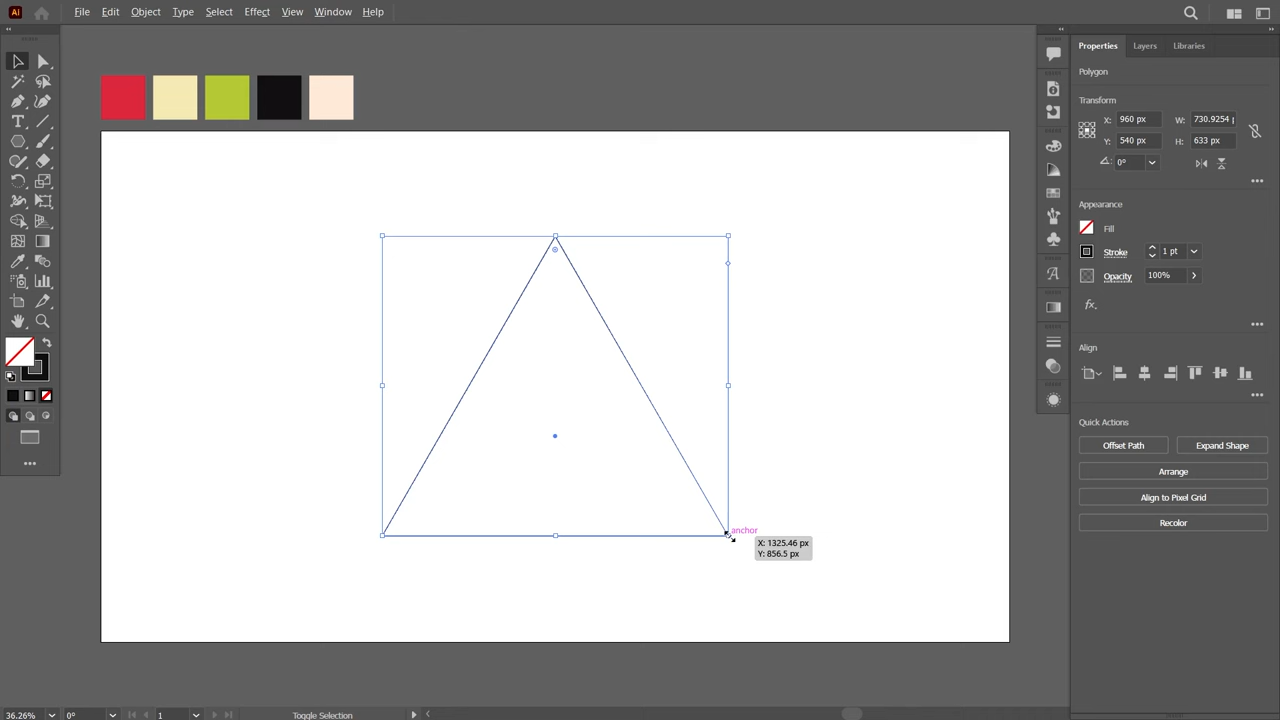 Ai File Edit Object Type Select Effect View Window Help
Properties Layers Libraries
Polygon
Transform
X: 960 px W: 730.9254 p
Y: 540 px H: 633 px
0°
Appearance
Fill
Stroke 1 pt
Opacity 100%
fx.
Align
Quick Actions
Offset Path Expand Shape
Arrange
Align to Pixel Grid
Recolor
anchor
X: 1325.46 px
Y: 856.5 px
36.26% 0° 1 Toggle Selection